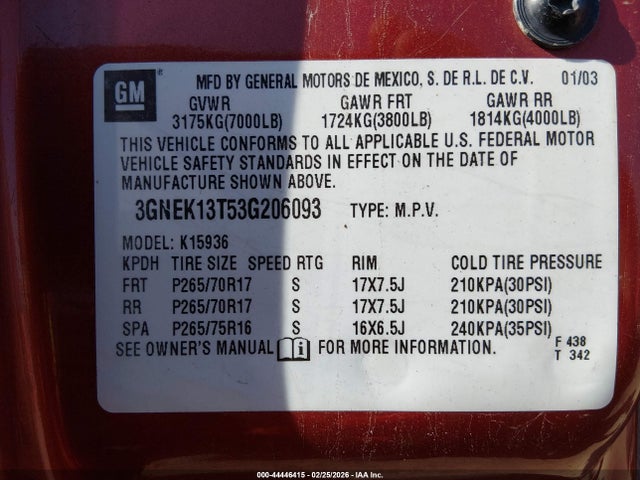 GM ® MFD BY GENERAL MOTORS DE MEXICO, S. DE R.L. DE C.V. 01/03
GVWR GAWR FRT GAWR RR
3175KG(7000LB) 1724KG(3800LB) 1814KG(4000LB)
THIS VEHICLE CONFORMS TO ALL APPLICABLE U.S. FEDERAL MOTOR
VEHICLE SAFETY STANDARDS IN EFFECT ON THE DATE OF
MANUFACTURE SHOWN ABOVE.
3GNEK13T53G206093 TYPE: M.P.V.
MODEL: K15936
KPDH TIRE SIZE SPEED RTG RIM COLD TIRE PRESSURE
FRT P265/70R17 S 17X7.5J 210KPA(30PSI)
RR P265/70R17 S 17X7.5J 210KPA(30PSI)
SPA P265/75R16 S 16X6.5J 240KPA(35PSI)
SEE OWNER'S MANUAL i FOR MORE INFORMATION. F 438
T 342
000-44446415 - 02/25/2026 - IAA Inc.